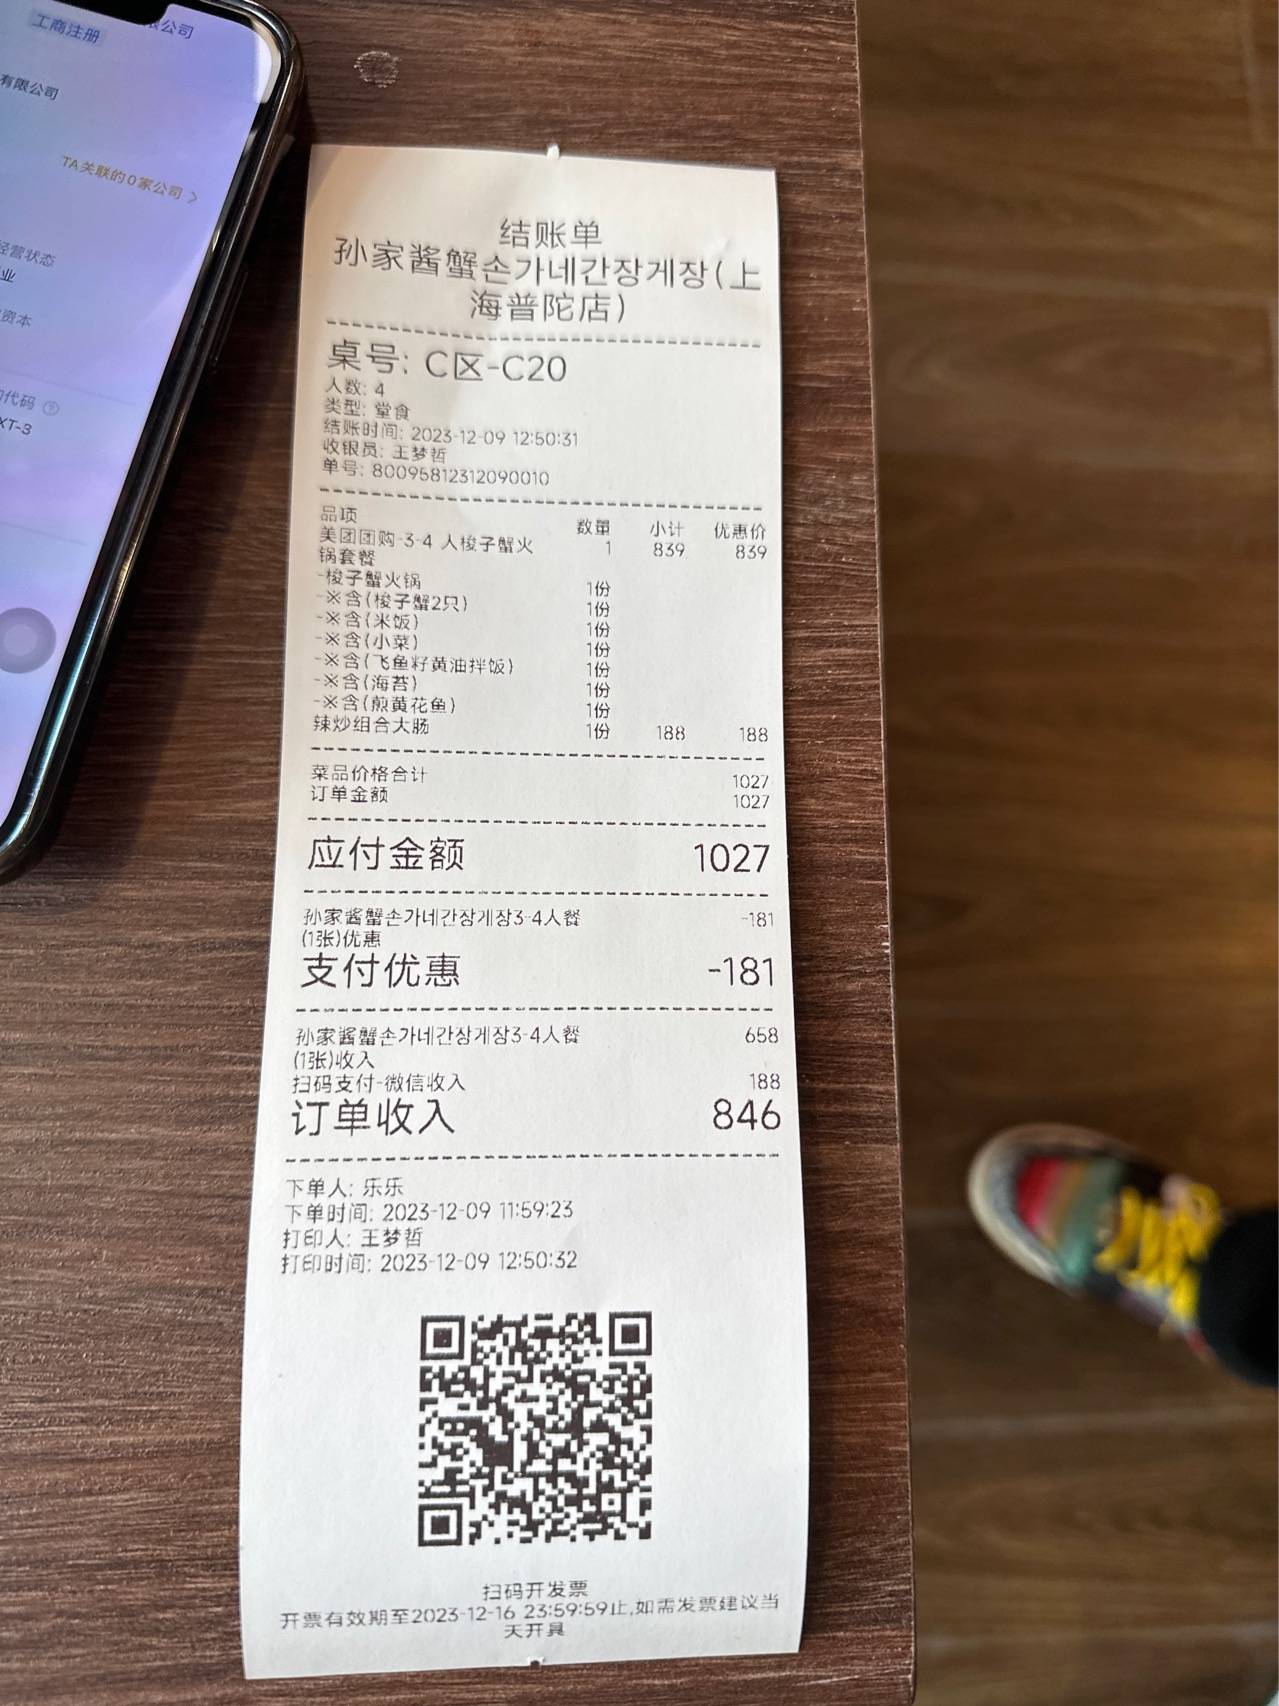 工商注册
限公司
有限公司
TA关联的0家公司 >
经营状态
业
资本
代码
XT-3
结账单
孙家酱蟹손가네간장게장(上
海普陀店)
桌号: C区-C20
人数: 4
类型: 堂食
结账时间: 2023-12-09 12:50:31
收银员: 王梦哲
单号: 80095812312090010
品项 数量 小计 优惠价
美团团购-3-4 人梭子蟹火 1 839 839
锅套餐
-梭子蟹火锅 1份
-※含(梭子蟹2只) 1份
-※含(米饭) 1份
-※含(小菜) 1份
-※含(飞鱼籽黄油拌饭) 1份
-※含(海苔) 1份
-※含(煎黄花鱼) 1份
辣炒组合大肠 1份 188 188
菜品价格合计 1027
订单金额 1027
应付金额 1027
孙家酱蟹손가네간장게장3-4人餐 -181
(1张)优惠
支付优惠 -181
孙家酱蟹손가네간장게장3-4人餐 658
(1张)收入
扫码支付-微信收入 188
订单收入 846
下单人: 乐乐
下单时间: 2023-12-09 11:59:23
打印人: 王梦哲
打印时间: 2023-12-09 12:50:32
扫码开发票
开票有效期至2023-12-16 23:59:59止,如需发票建议当
天开具